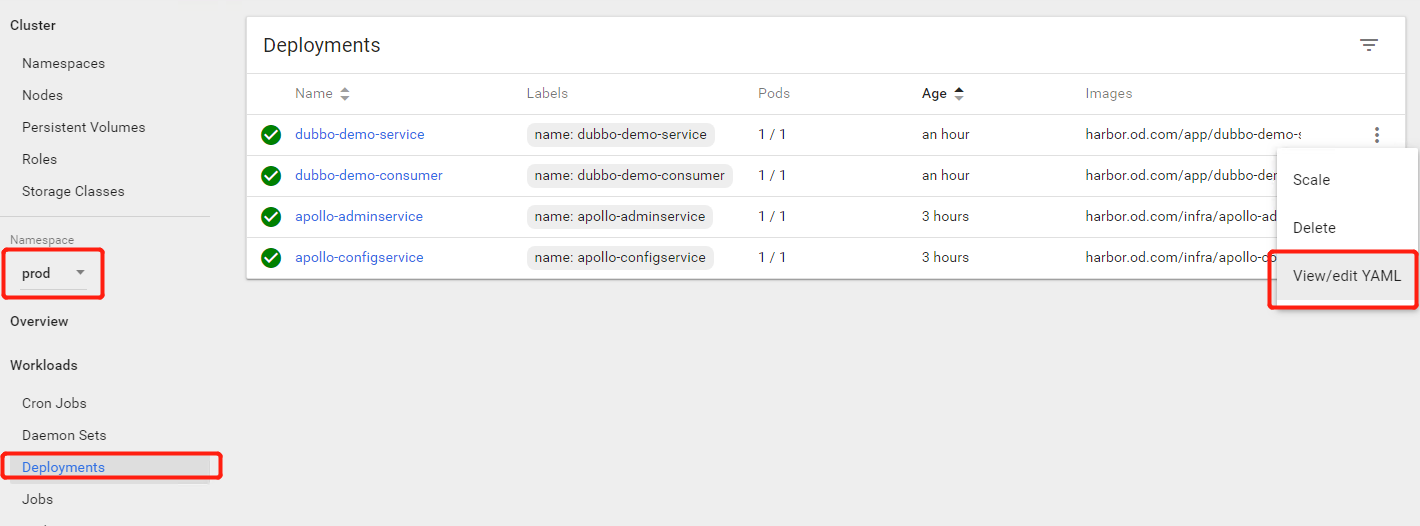 Cluster
Namespaces
Nodes
Persistent Volumes
Roles
Storage Classes
Namespace
prod
Overview
Workloads
Cron Jobs
Daemon Sets
Deployments
Jobs
Deployments
Name Labels Pods Age Images
dubbo-demo-service name: dubbo-demo-service 1 / 1 an hour harbor.od.com/app/dubbo-demo-s
dubbo-demo-consumer name: dubbo-demo-consumer 1 / 1 an hour harbor.od.com/app/dubbo-der
apollo-adminservice name: apollo-adminservice 1 / 1 3 hours harbor.od.com/infra/apollo-ad
apollo-configservice name: apollo-configservice 1 / 1 3 hours harbor.od.com/infra/apollo-co
Scale
Delete
View/edit YAML